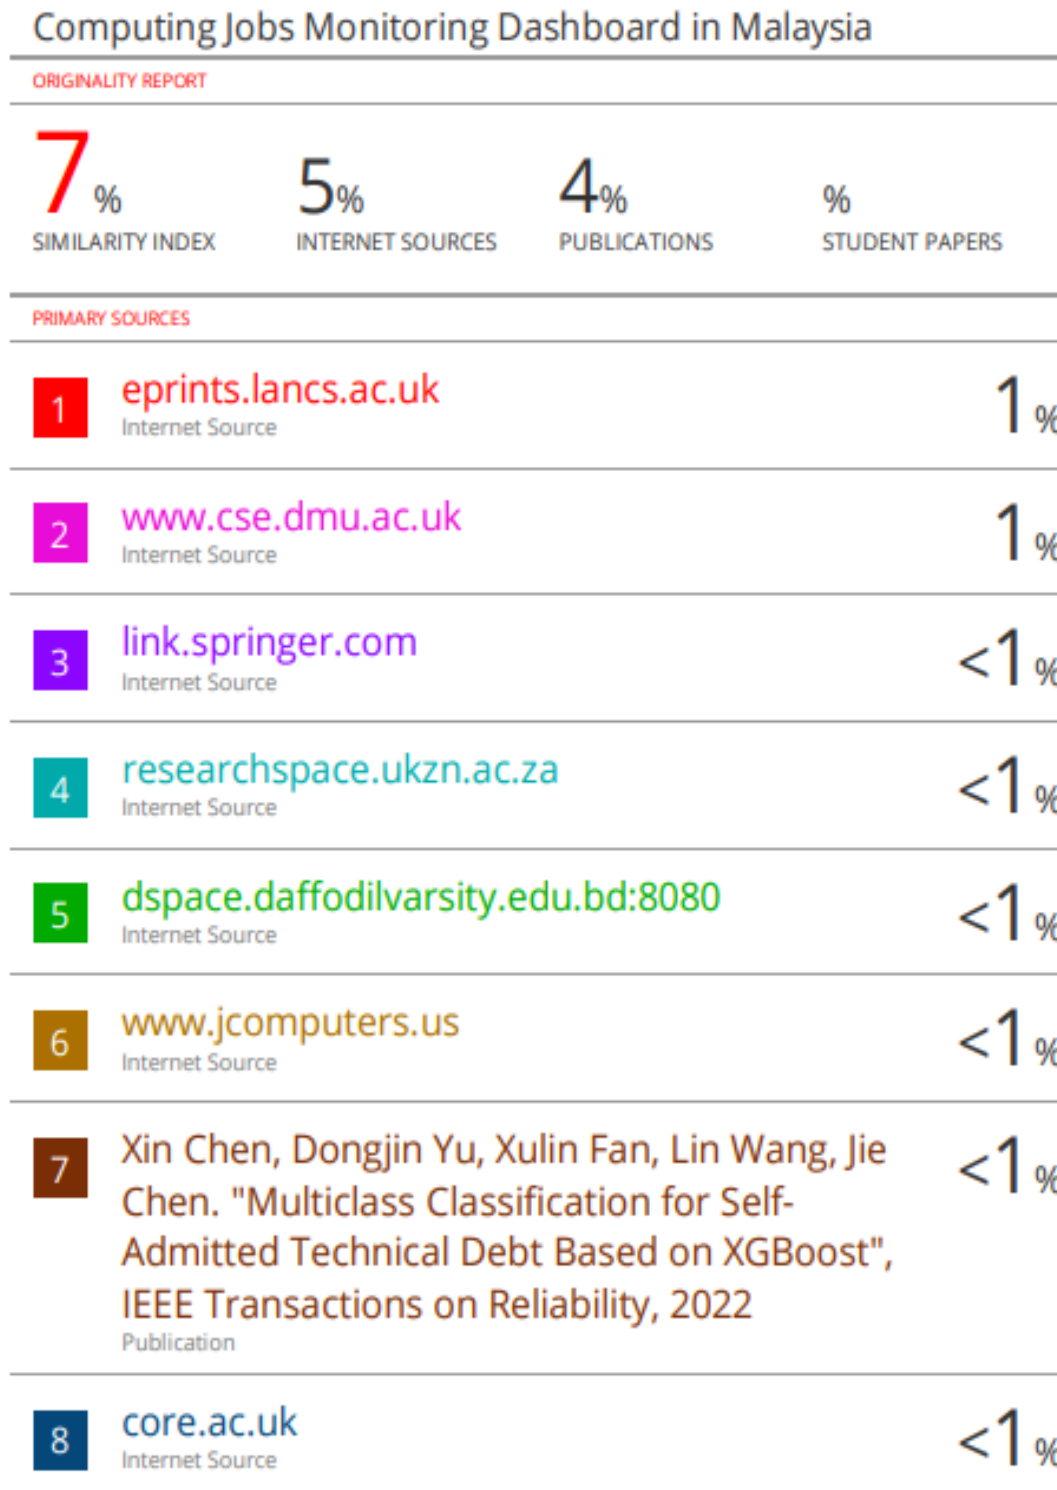 Computing Jobs Monitoring Dashboard in Malaysia
ORIGINALITY REPORT
7% 5% 4% %
SIMILARITY INDEX INTERNET SOURCES PUBLICATIONS STUDENT PAPERS
PRIMARY SOURCES
1 eprints.lancs.ac.uk 1%
Internet Source
2 www.cse.dmu.ac.uk 1%
Internet Source
3 link.springer.com <1%
Internet Source
4 researchspace.ukzn.ac.za <1%
Internet Source
5 dspace.daffodilvarsity.edu.bd:8080 <1%
Internet Source
6 www.jcomputers.us <1%
Internet Source
7 Xin Chen, Dongjin Yu, Xulin Fan, Lin Wang, Jie <1%
Chen. "Multiclass Classification for Self-
Admitted Technical Debt Based on XGBoost",
IEEE Transactions on Reliability, 2022
Publication
8 core.ac.uk <1%
Internet Source